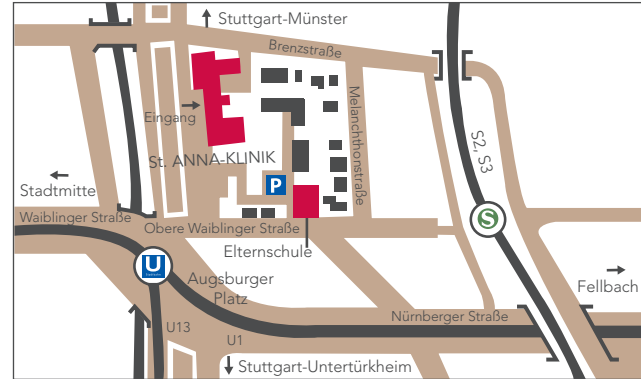 Stuttgart-Münster
Brenzstraße
Eingang
St. ANNA-KLINIK
Melanchthonstraße
S2, S3
Stadtmitte
P
Waiblinger Straße
Obere Waiblinger Straße
S
Elternschule
U
Augsburger
Platz
Fellbach
Nürnberger Straße
U13
U1
Stuttgart-Untertürkheim